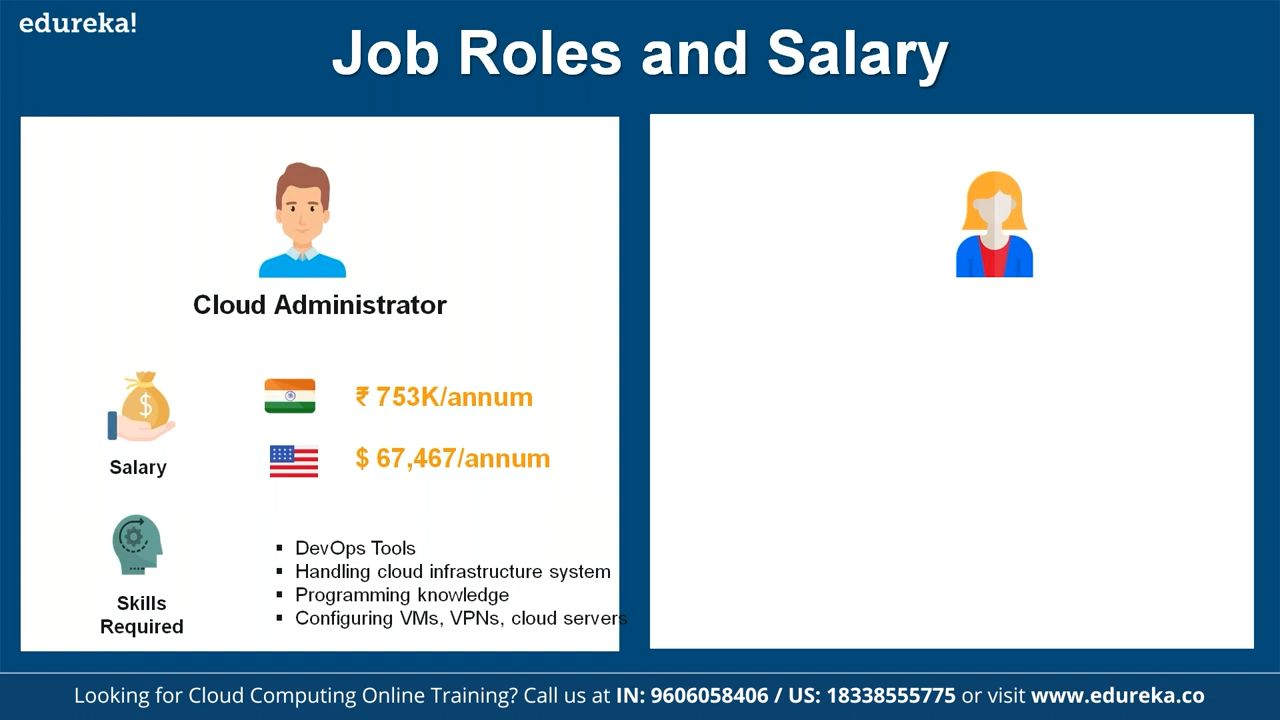 edureka!
Job Roles and Salary
Cloud Administrator
₹ 753K/annum
$ 67,467/annum
$
Salary
▪ DevOps Tools
▪ Handling cloud infrastructure system
▪ Programming knowledge
▪ Configuring VMs, VPNs, cloud servers
Skills
Required
Looking for Cloud Computing Online Training? Call us at IN: 9606058406 / US: 18338555775 or visit www.edureka.co